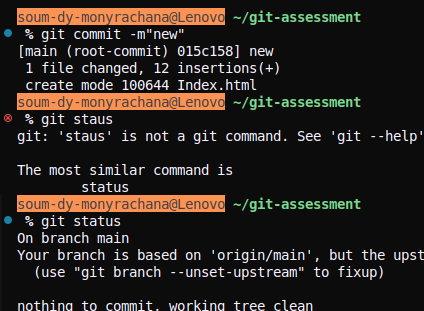 soum-dy-monyrachana@Lenovo ~/git-assessment
% git commit -m"new"
[main (root-commit) 015c158] new
1 file changed, 12 insertions(+)
create mode 100644 Index.html
soum-dy-monyrachana@Lenovo ~/git-assessment
% git staus
git: 'staus' is not a git command. See 'git --help'
The most similar command is
status
soum-dy-monyrachana@Lenovo ~/git-assessment
% git status
On branch main
Your branch is based on 'origin/main', but the upst
(use "git branch --unset-upstream" to fixup)
nothing to commit, working tree clean